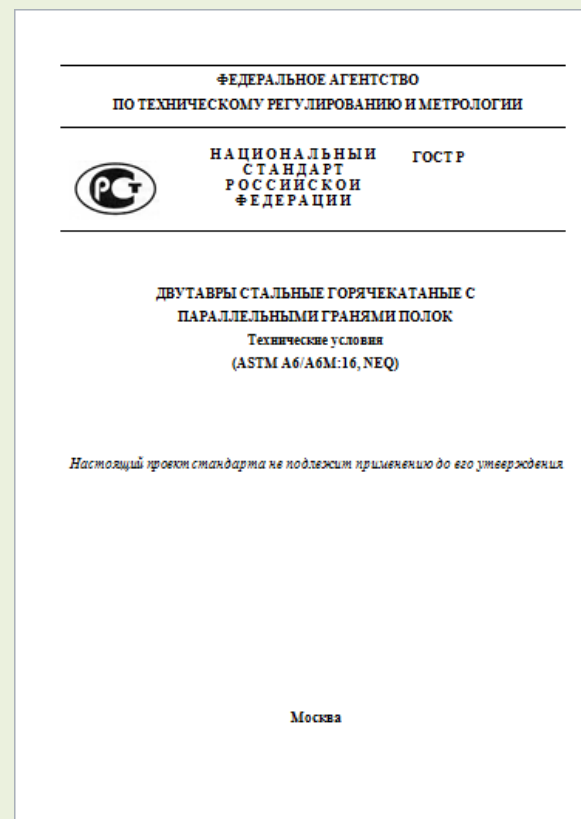 ФЕДЕРАЛЬНОЕ АГЕНТСТВО
ПО ТЕХНИЧЕСКОМУ РЕГУЛИРОВАНИЮ И МЕТРОЛОГИИ
НАЦИОНАЛЬНЫЙ
СТАНДАРТ
РОССИЙСКОЙ
ФЕДЕРАЦИИ
ГОСТ Р
РСТ
ДВУТАВРЫ СТАЛЬНЫЕ ГОРЯЧЕКАТАНЫЕ С
ПАРАЛЛЕЛЬНЫМИ ГРАНЯМИ ПОЛОК
Технические условия
(ASTM A6/A6M:16, NEQ)
Настоящий проект стандарта не подлежит применению до его утверждения
Москва